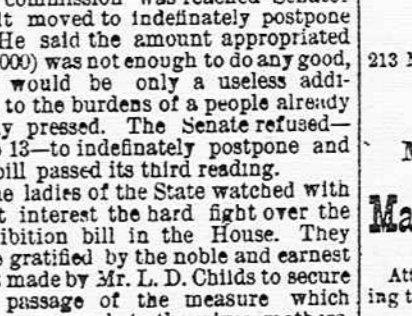 commission was reached Senator
lt moved to indefinately postpone
He said the amount appropriated
000) was not enough to do any good,
would be only a useless addi-
to the burdens of a people already
y pressed. The Senate refused—
13—to indefinately postpone and
bill passed its third reading.
e ladies of the State watched with
t interest the hard fight over the
ibition bill in the House. They
gratified by the noble and earnest
made by Mr. L. D. Childs to secure
passage of the measure which
213
Ma
Att
ing t